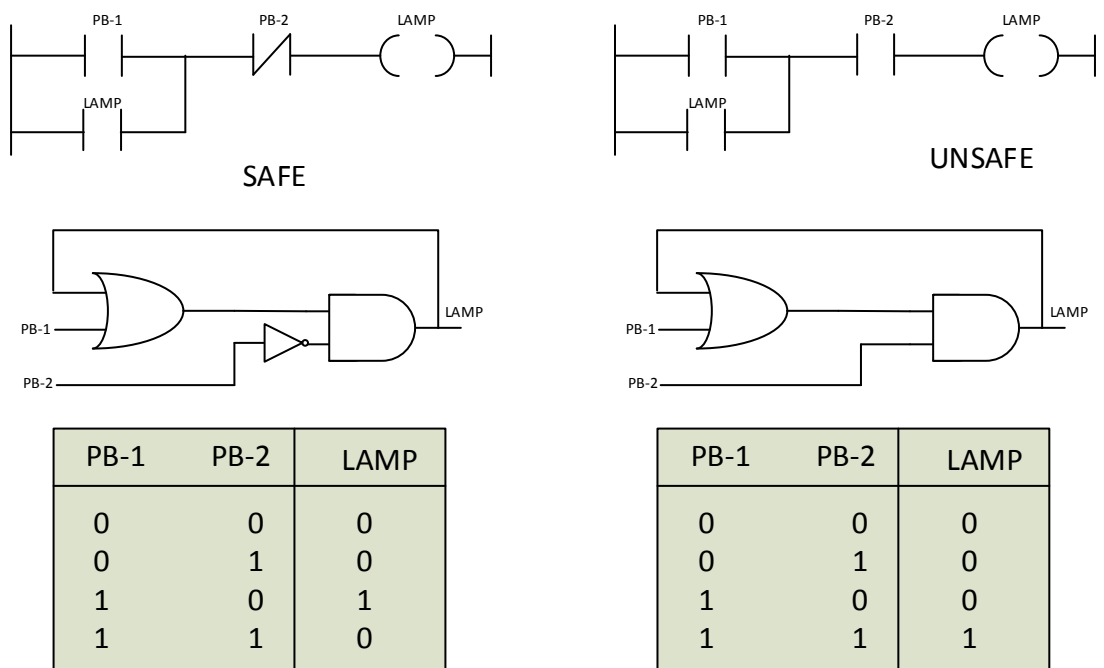 PB-1 PB-2 LAMP
LAMP
SAFE
PB-1 PB-2 LAMP
LAMP
UNSAFE
LAMP
PB-1
PB-2
LAMP
PB-1
PB-2
PB-1 PB-2 LAMP
0 0 0
0 1 0
1 0 1
1 1 0
PB-1 PB-2 LAMP
0 0 0
0 1 0
1 0 0
1 1 1